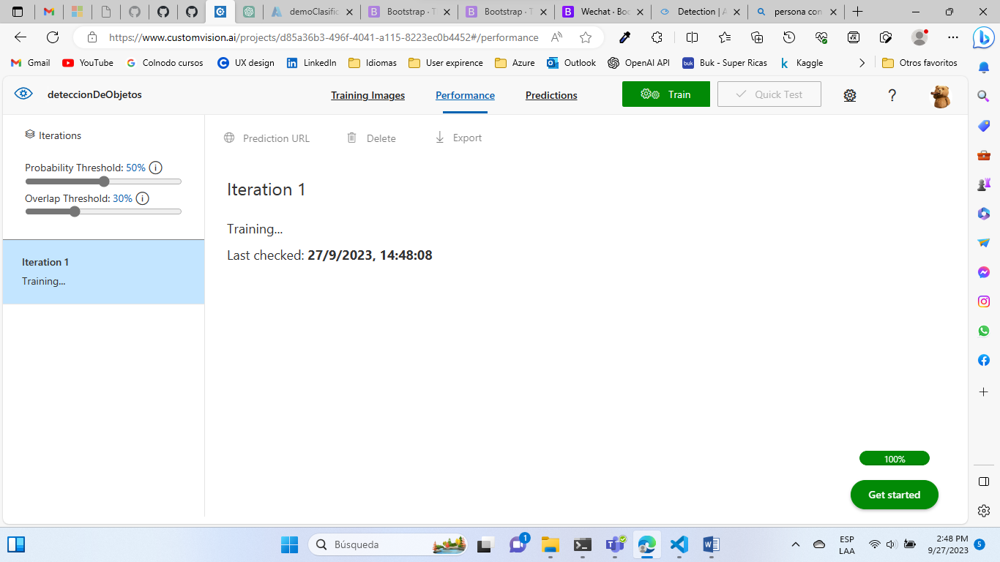 demoClasific
Bootstrap · T
Bootstrap · T
Wechat · Boo
Detection | A
persona con
https://www.customvision.ai/projects/d85a36b3-496f-4041-a115-8223ec0b4452#/performance
Gmail
YouTube
Colnodo cursos
UX design
LinkedIn
Idiomas
User expirence
Azure
Outlook
OpenAI API
buk
Buk - Super Ricas
Kaggle
Otros favoritos
deteccionDeObjetos
Training Images
Performance
Predictions
Train
Quick Test
Iterations
Prediction URL
Delete
Export
Probability Threshold: 50%
Overlap Threshold: 30%
Iteration 1
Training...
Iteration 1
Training...
Last checked: 27/9/2023, 14:48:08
100%
Get started
Búsqueda
1
ESP
LAA
2:48 PM
9/27/2023
5